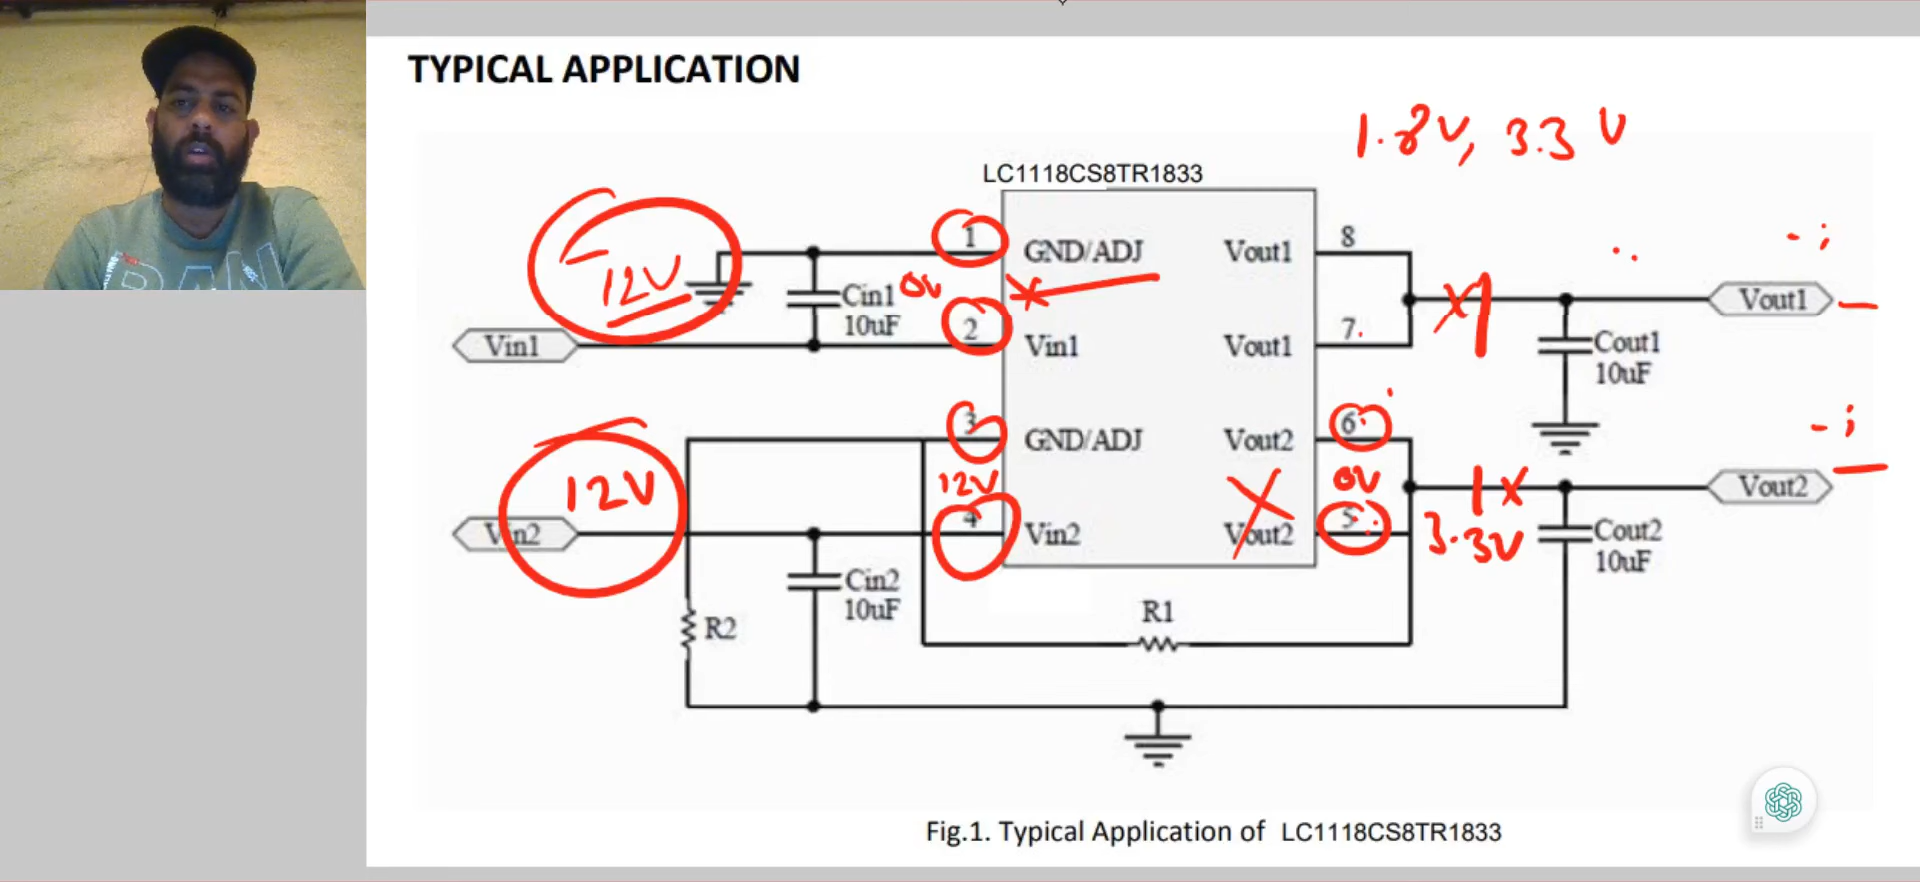 TYPICAL APPLICATION
1.8V, 3.3 V
LC1118CS8TR1833
12V
1
GND/ADJ
Vout1
8
Cin1
10uF
0V
Vin1
2
Vin1
Vout1
7
Vout1
Cout1
10uF
3
GND/ADJ
Vout2
6
12V
12V
0V
Vin2
4
Vin2
Vout2
5
3.3V
Vout2
Cout2
10uF
Cin2
10uF
R2
R1
Fig.1. Typical Application of LC1118CS8TR1833